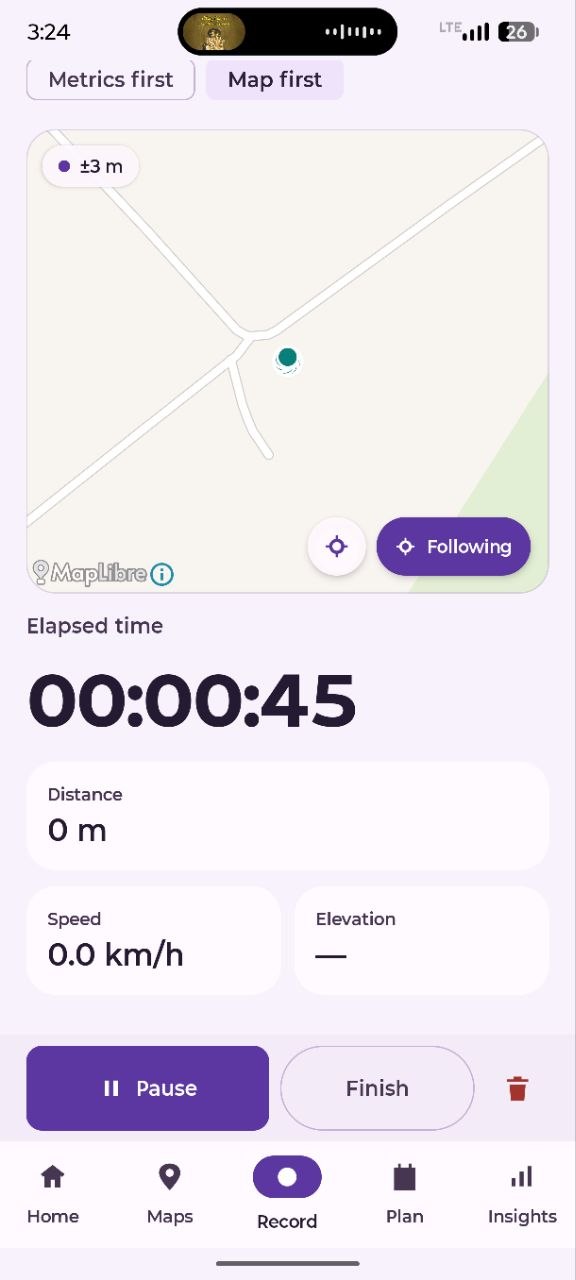 3:24
LTE
26
Metrics first
Map first
±3 m
Following
MapLibre
Elapsed time
00:00:45
Distance
0 m
Speed
0.0 km/h
Elevation
—
Pause
Finish
Home
Maps
Record
Plan
Insights